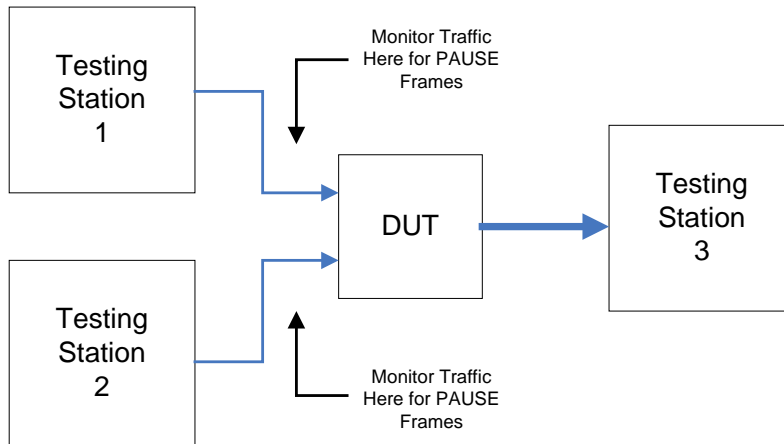 Testing
Station
1
Monitor Traffic
Here for PAUSE
Frames
DUT
Testing
Station
3
Testing
Station
2
Monitor Traffic
Here for PAUSE
Frames